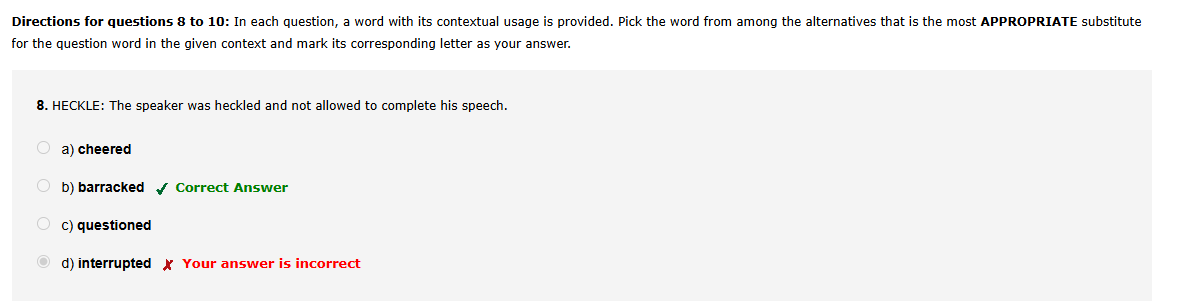 Directions for questions 8 to 10: In each question, a word with its contextual usage is provided. Pick the word from among the alternatives that is the most APPROPRIATE substitute
for the question word in the given context and mark its corresponding letter as your answer.
8. HECKLE: The speaker was heckled and not allowed to complete his speech.
a) cheered
b) barracked ✓ Correct Answer
c) questioned
d) interrupted ✗ Your answer is incorrect